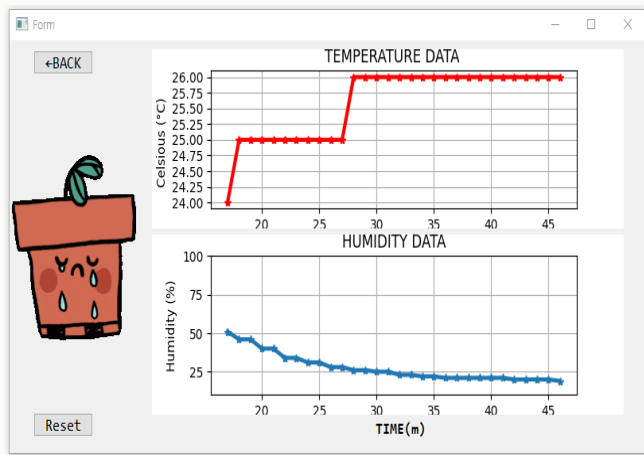 Form
←BACK
TEMPERATURE DATA
Celsious (°C)
26.00
25.75
25.50
25.25
25.00
24.75
24.50
24.25
24.00
20 25 30 35 40 45
HUMIDITY DATA
Humidity (%)
100
75
50
25
20 25 30 35 40 45
TIME(m)
Reset